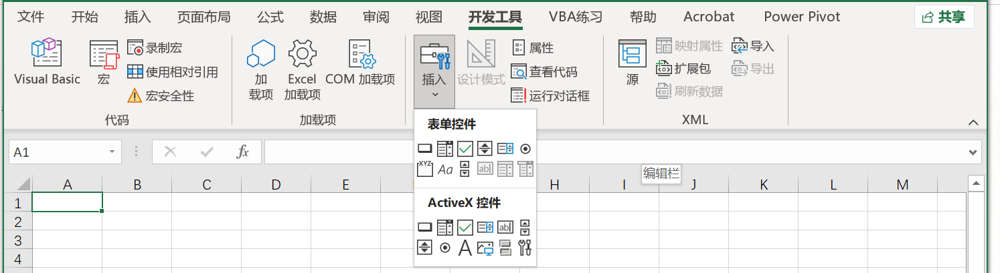 文件 开始 插入 页面布局 公式 数据 审阅 视图 开发工具 VBA练习 帮助 Acrobat Power Pivot 共享
Visual Basic
宏
录制宏
使用相对引用
宏安全性
代码
加
载项
Excel
加载项
COM 加载项
加载项
插入
设计模式
属性
查看代码
运行对话框
源
映射属性
扩展包
刷新数据
导入
导出
XML
表单控件
XYZ Aa ab|
ActiveX 控件
ab|
A
A1
fx
编辑栏
A B C D E H I J K L M
1
2
3
4